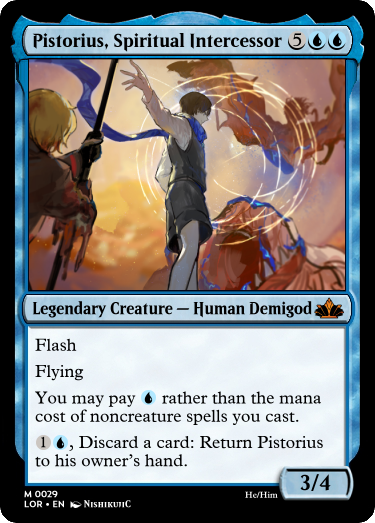 Pistorius, Spiritual Intercessor 5
Legendary Creature — Human Demigod
Flash
Flying
You may pay rather than the mana
cost of noncreature spells you cast.
1 , Discard a card: Return Pistorius
to his owner's hand.
3/4
M 0029
LOR • EN NISHIKUJIC
He/Him